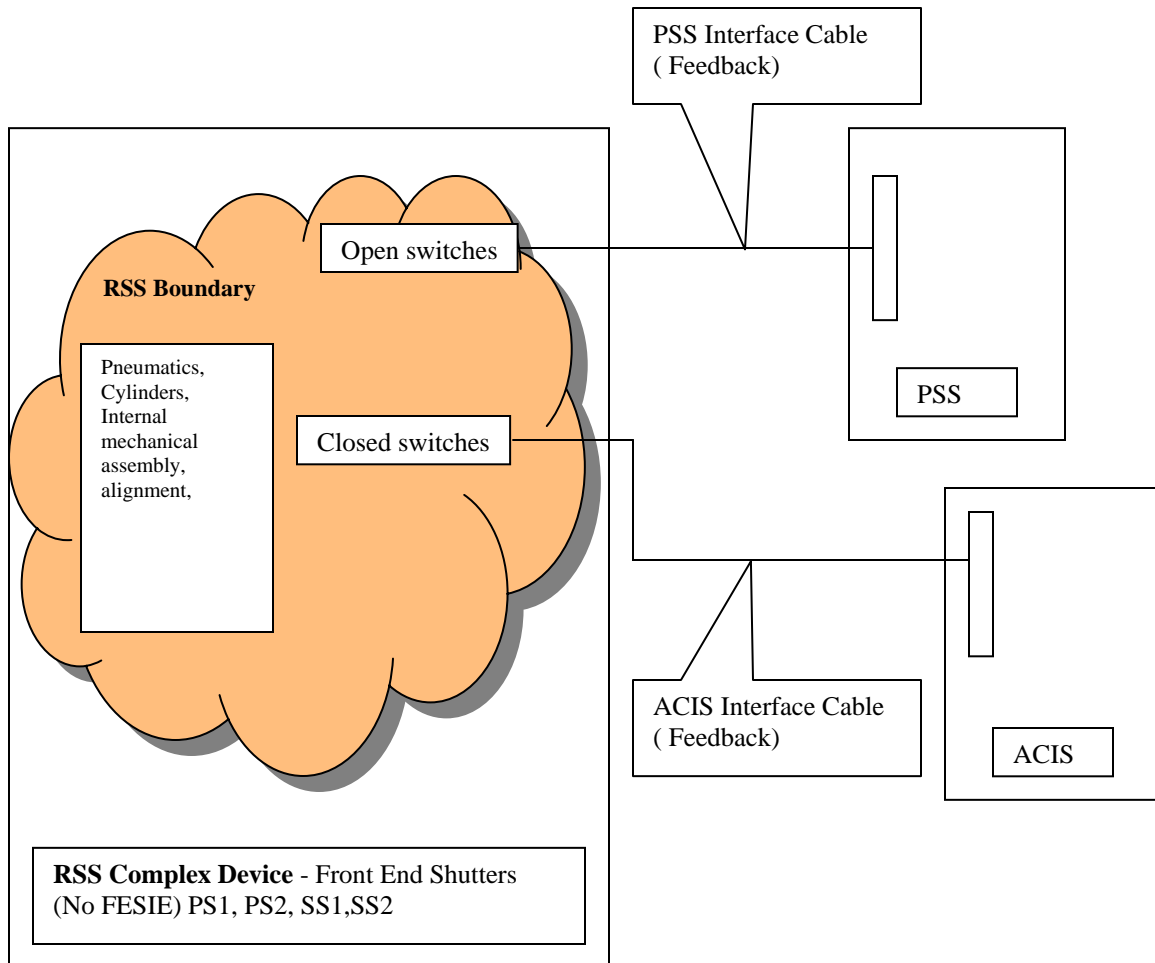 PSS Interface Cable
( Feedback)
Open switches
RSS Boundary
Pneumatics,
Cylinders,
Internal
mechanical
assembly,
alignment,
PSS
Closed switches
ACIS Interface Cable
( Feedback)
ACIS
RSS Complex Device - Front End Shutters
(No FESIE) PS1, PS2, SS1,SS2